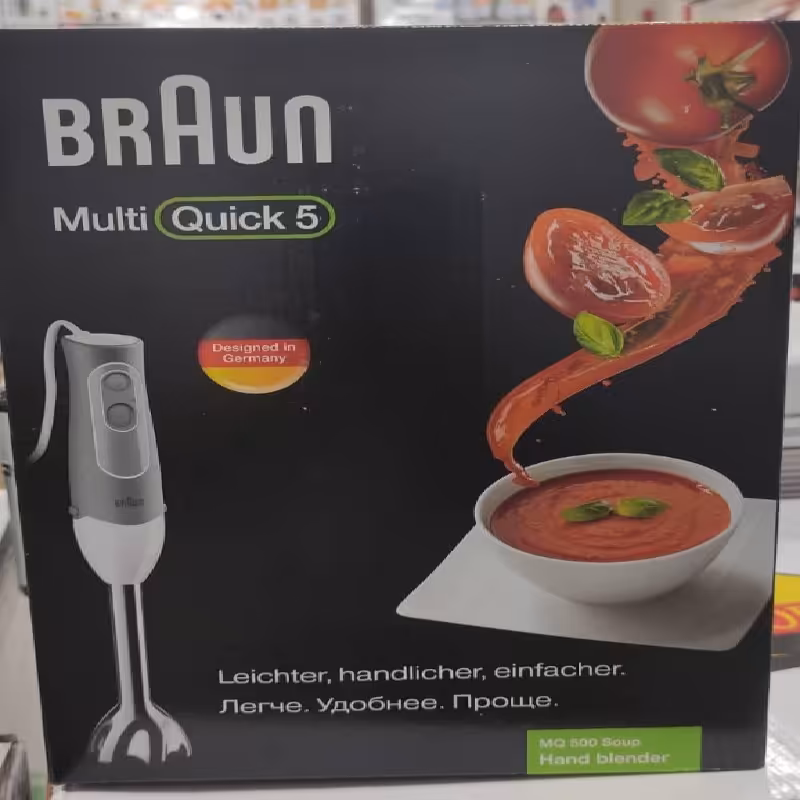 BRAUN
Multi Quick 5
Designed in
Germany
BRAUN
Leichter, handlicher, einfacher.
Легче. Удобнее. Проще.
MQ 500 Soup
Hand blender